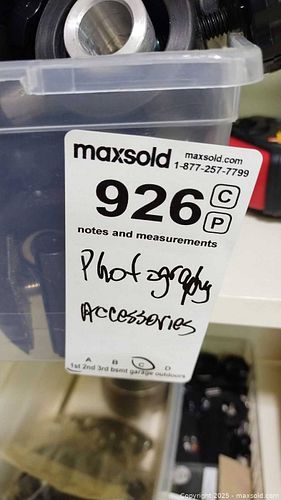 maxsold maxsold.com
1-877-257-7799
926 C
P
notes and measurements
Photography
Accessories
A B C D
1st 2nd 3rd bsmt garage outdoors
Copyright 2025 - maxsold.com